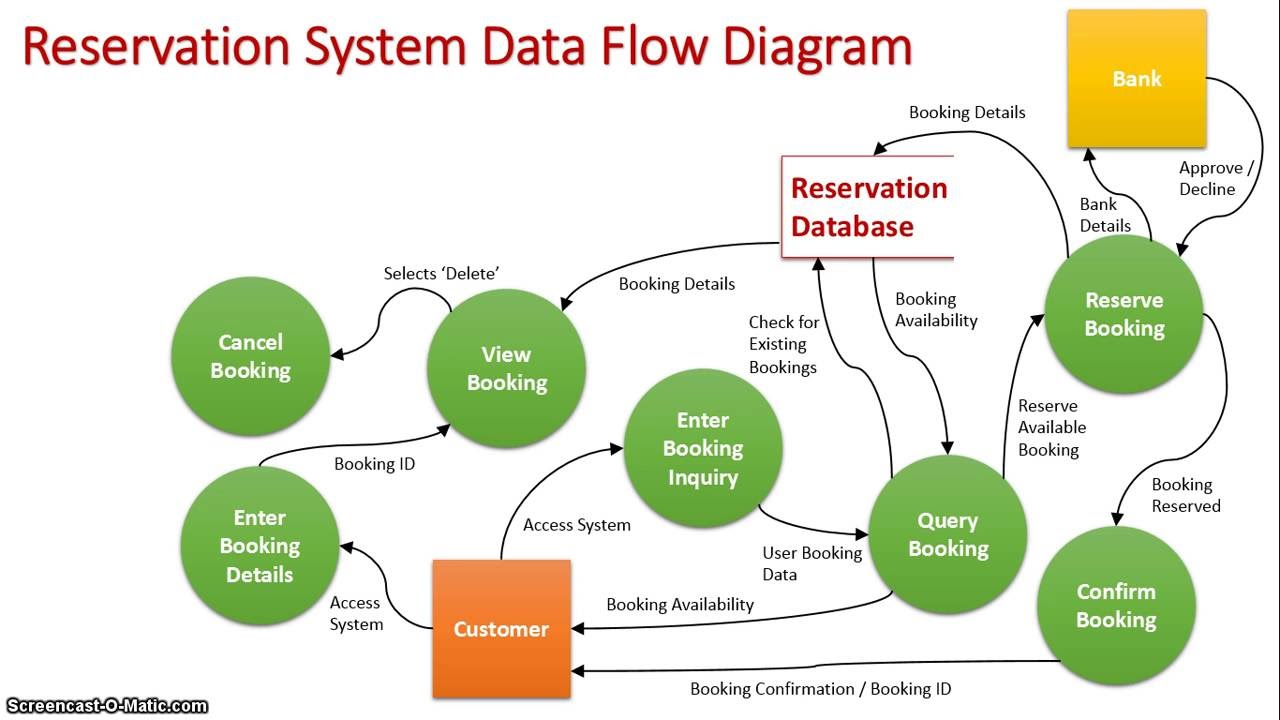 Reservation System Data Flow Diagram
Bank
Booking Details
Approve /
Decline
Reservation
Database
Bank
Details
Selects ‘Delete’
Booking Details
Booking
Availability
Reserve
Booking
Check for
Existing
Bookings
Cancel
Booking
View
Booking
Enter
Booking
Inquiry
Reserve
Available
Booking
Booking ID
Booking
Reserved
Enter
Booking
Details
Access System
Query
Booking
User Booking
Data
Access
System
Booking Availability
Customer
Confirm
Booking
Booking Confirmation / Booking ID
Screencast-O-Matic.com